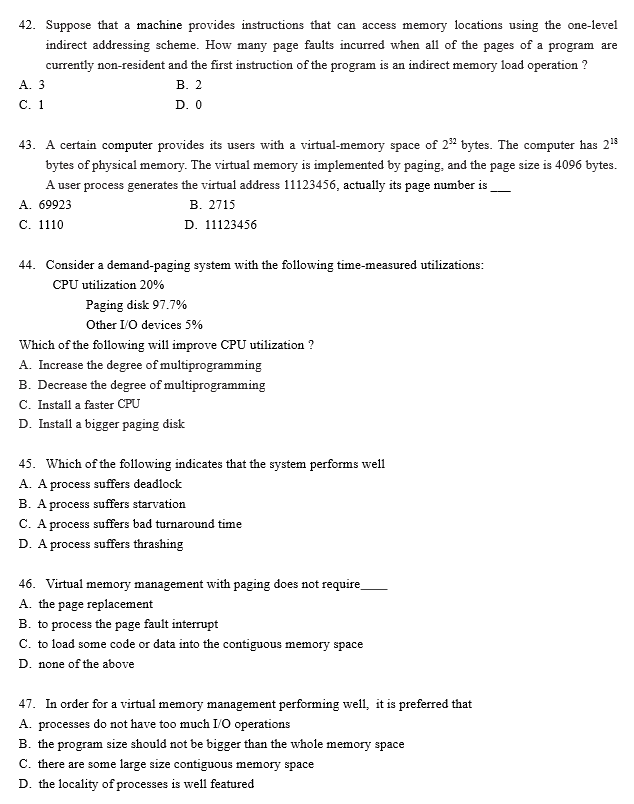 42. Suppose that a machine provides instructions that can access memory locations using the one-level
indirect addressing scheme. How many page faults incurred when all of the pages of a program are
currently non-resident and the first instruction of the program is an indirect memory load operation ?
A. 3 B. 2
C. 1 D. 0
43. A certain computer provides its users with a virtual-memory space of 2³² bytes. The computer has 2¹⁸
bytes of physical memory. The virtual memory is implemented by paging, and the page size is 4096 bytes.
A user process generates the virtual address 11123456, actually its page number is ___
A. 69923 B. 2715
C. 1110 D. 11123456
44. Consider a demand-paging system with the following time-measured utilizations:
CPU utilization 20%
Paging disk 97.7%
Other I/O devices 5%
Which of the following will improve CPU utilization ?
A. Increase the degree of multiprogramming
B. Decrease the degree of multiprogramming
C. Install a faster CPU
D. Install a bigger paging disk
45. Which of the following indicates that the system performs well
A. A process suffers deadlock
B. A process suffers starvation
C. A process suffers bad turnaround time
D. A process suffers thrashing
46. Virtual memory management with paging does not require____
A. the page replacement
B. to process the page fault interrupt
C. to load some code or data into the contiguous memory space
D. none of the above
47. In order for a virtual memory management performing well, it is preferred that
A. processes do not have too much I/O operations
B. the program size should not be bigger than the whole memory space
C. there are some large size contiguous memory space
D. the locality of processes is well featured